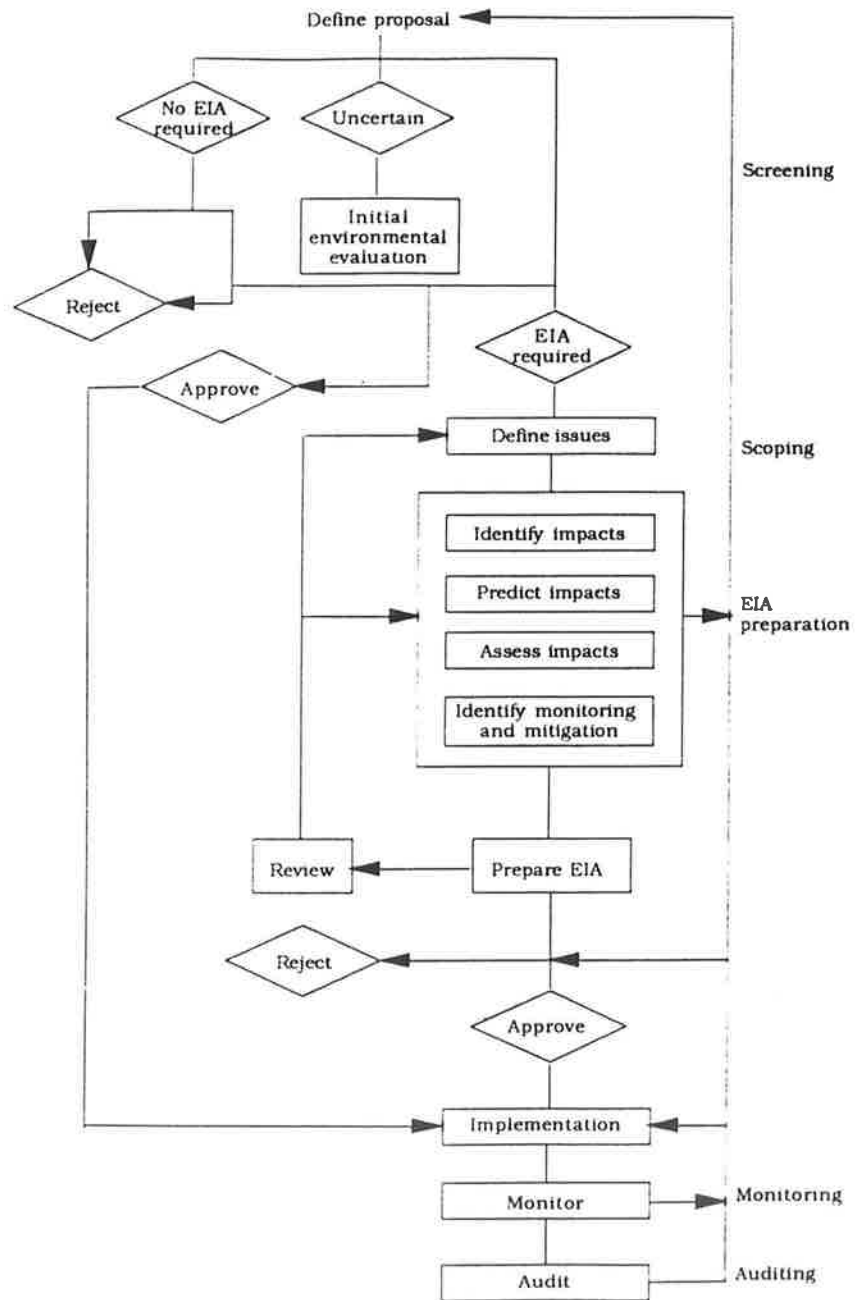 Define proposal
No EIA
required
Uncertain
Screening
Initial
environmental
evaluation
Reject
EIA
required
Approve
Define issues
Scoping
Identify impacts
Predict impacts
EIA
preparation
Assess impacts
Identify monitoring
and mitigation
Review
Prepare EIA
Reject
Approve
Implementation
Monitor
Monitoring
Audit
Auditing